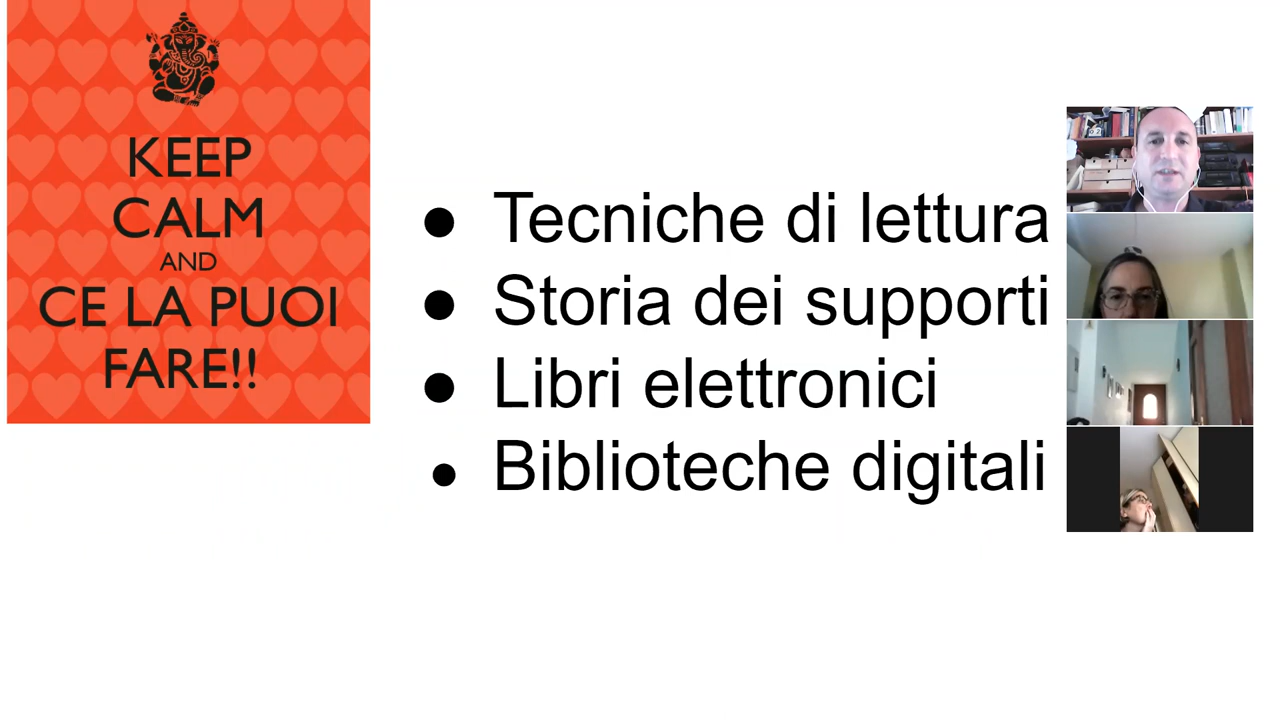 KEEP
CALM
AND
CE LA PUOI
FARE!!
● Tecniche di lettura
● Storia dei supporti
● Libri elettronici
● Biblioteche digitali